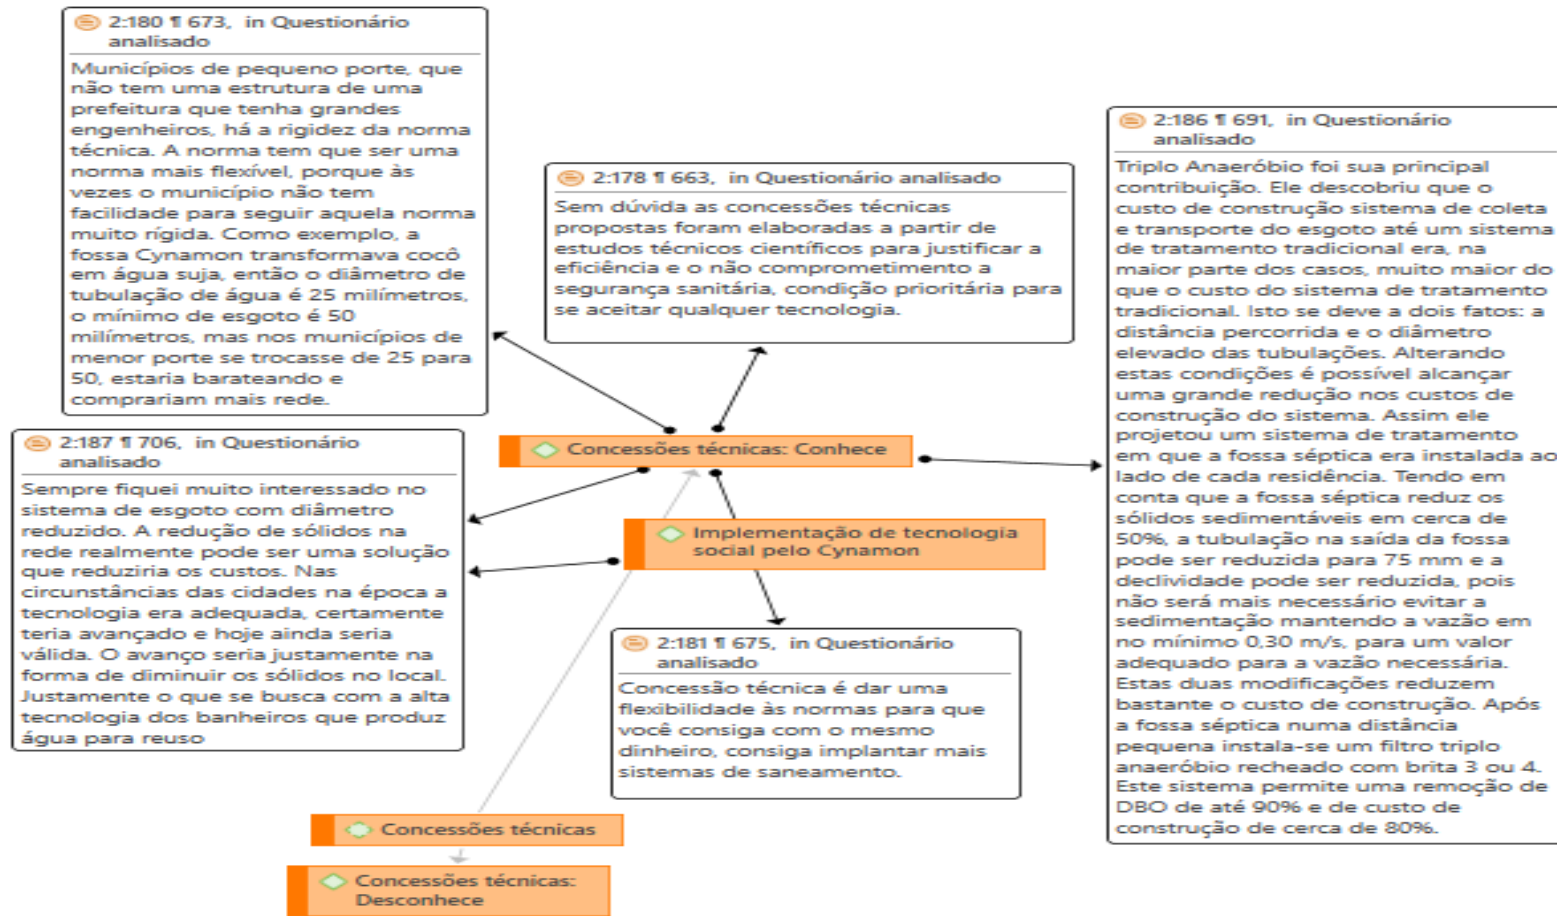 2:180 ¶ 673, in Questionário
analisado
Municípios de pequeno porte, que
não tem uma estrutura de uma
prefeitura que tenha grandes
engenheiros, há a rigidez da norma
técnica. A norma tem que ser uma
norma mais flexível, porque às
vezes o município não tem
facilidade para seguir aquela norma
muito rígida. Como exemplo, a
fossa Cynamon transformava cocô
em água suja, então o diâmetro de
tubulação de água é 25 milímetros,
o mínimo de esgoto é 50
milímetros, mas nos municípios de
menor porte se trocasse de 25 para
50, estaria barateando e
comprariam mais rede.
2:178 ¶ 663, in Questionário analisado
Sem dúvida as concessões técnicas
propostas foram elaboradas a partir de
estudos técnicos científicos para justificar a
eficiência e o não comprometimento a
segurança sanitária, condição prioritária para
se aceitar qualquer tecnologia.
2:186 ¶ 691, in Questionário
analisado
Triplo Anaeróbio foi sua principal
contribuição. Ele descobriu que o
custo de construção sistema de coleta
e transporte do esgoto até um sistema
de tratamento tradicional era, na
maior parte dos casos, muito maior do
que o custo do sistema de tratamento
tradicional. Isto se deve a dois fatos: a
distância percorrida e o diâmetro
elevado das tubulações. Alterando
estas condições é possível alcançar
uma grande redução nos custos de
construção do sistema. Assim ele
projetou um sistema de tratamento
em que a fossa séptica era instalada ao
lado de cada residência. Tendo em
conta que a fossa séptica reduz os
sólidos sedimentáveis em cerca de
50%, a tubulação na saída da fossa
pode ser reduzida para 75 mm e a
declividade pode ser reduzida, pois
não será mais necessário evitar a
sedimentação mantendo a vazão em
no mínimo 0,30 m/s, para um valor
adequado para a vazão necessária.
Estas duas modificações reduzem
bastante o custo de construção. Após
a fossa séptica numa distância
pequena instala-se um filtro triplo
anaeróbio recheado com brita 3 ou 4.
Este sistema permite uma remoção de
DBO de até 90% e de custo de
construção de cerca de 80%.
Concessões técnicas: Conhece
2:187 ¶ 706, in Questionário
analisado
Sempre fiquei muito interessado no
sistema de esgoto com diâmetro
reduzido. A redução de sólidos na
rede realmente pode ser uma solução
que reduziria os custos. Nas
circunstâncias das cidades na época a
tecnologia era adequada, certamente
teria avançado e hoje ainda seria
válida. O avanço seria justamente na
forma de diminuir os sólidos no local.
Justamente o que se busca com a alta
tecnologia dos banheiros que produz
água para reuso
Implementação de tecnologia
social pelo Cynamon
2:181 ¶ 675, in Questionário
analisado
Concessão técnica é dar uma
flexibilidade às normas para que
você consiga com o mesmo
dinheiro, consiga implantar mais
sistemas de saneamento.
Concessões técnicas
Concessões técnicas:
Desconhece